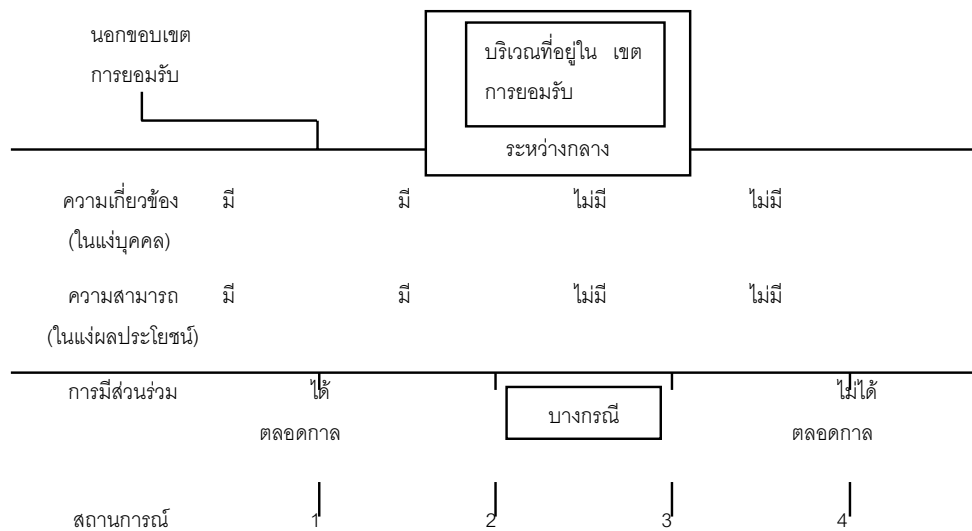 นอกขอบเขต
การยอมรับ
บริเวณที่อยู่ใน เขต
การยอมรับ
ระหว่างกลาง
ความเกี่ยวข้อง มี มี ไม่มี ไม่มี
(ในแง่บุคคล)
ความสามารถ มี มี ไม่มี ไม่มี
(ในแง่ผลประโยชน์)
การมีส่วนร่วม ได้ ไม่ได้
บางกรณี
ตลอดกาล ตลอดกาล
สถานการณ์ 1 2 3 4